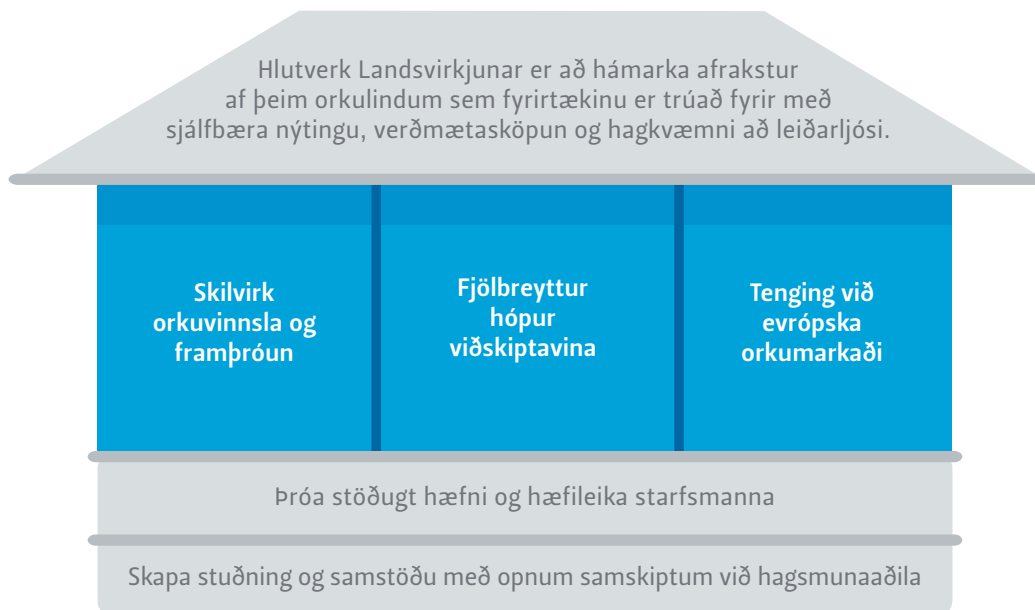 Hlutverk Landsvirkjunar er að hámarka afrakstur
af þeim orkulindum sem fyrirtækinu er trúað fyrir með
sjálfbæra nýtingu, verðmætasköpun og hagkvæmni að leiðarljósi.
Skilvirk
orkuvinnsla og
framþróun
Fjölbreyttur
hópur
viðskiptavina
Tenging við
evrópska
orkumarkaði
Þróa stöðugt hæfni og hæfileika starfsmanna
Skapa stuðning og samstöðu með opnum samskiptum við hagsmunaaðila